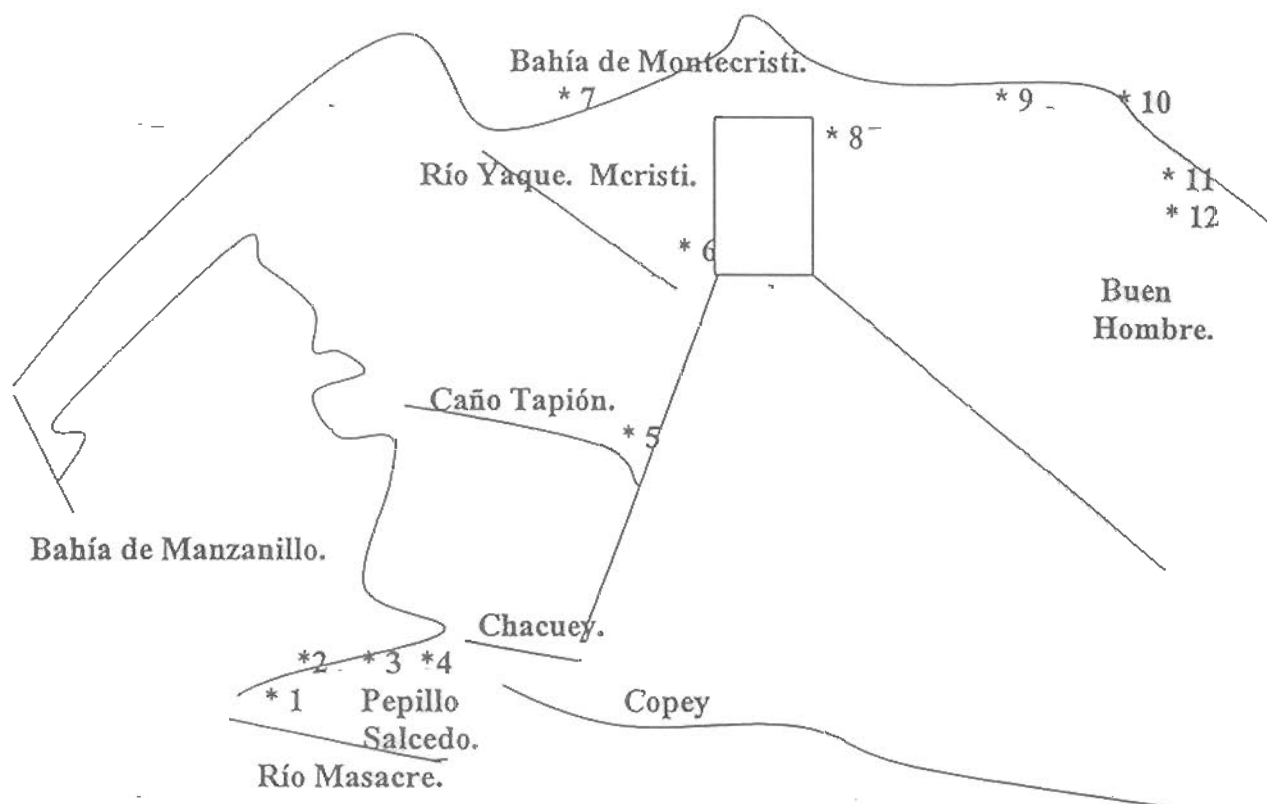 Bahía de Montecristi.
* 7
* 9
* 10
* 8
Río Yaque. Mcristi.
* 11
* 12
* 6
Buen
Hombre.
Caño Tapión.
* 5
Bahía de Manzanillo.
Chacuey.
*2 *3 *4
* 1 Pepillo
Salcedo.
Copey
Río Masacre.